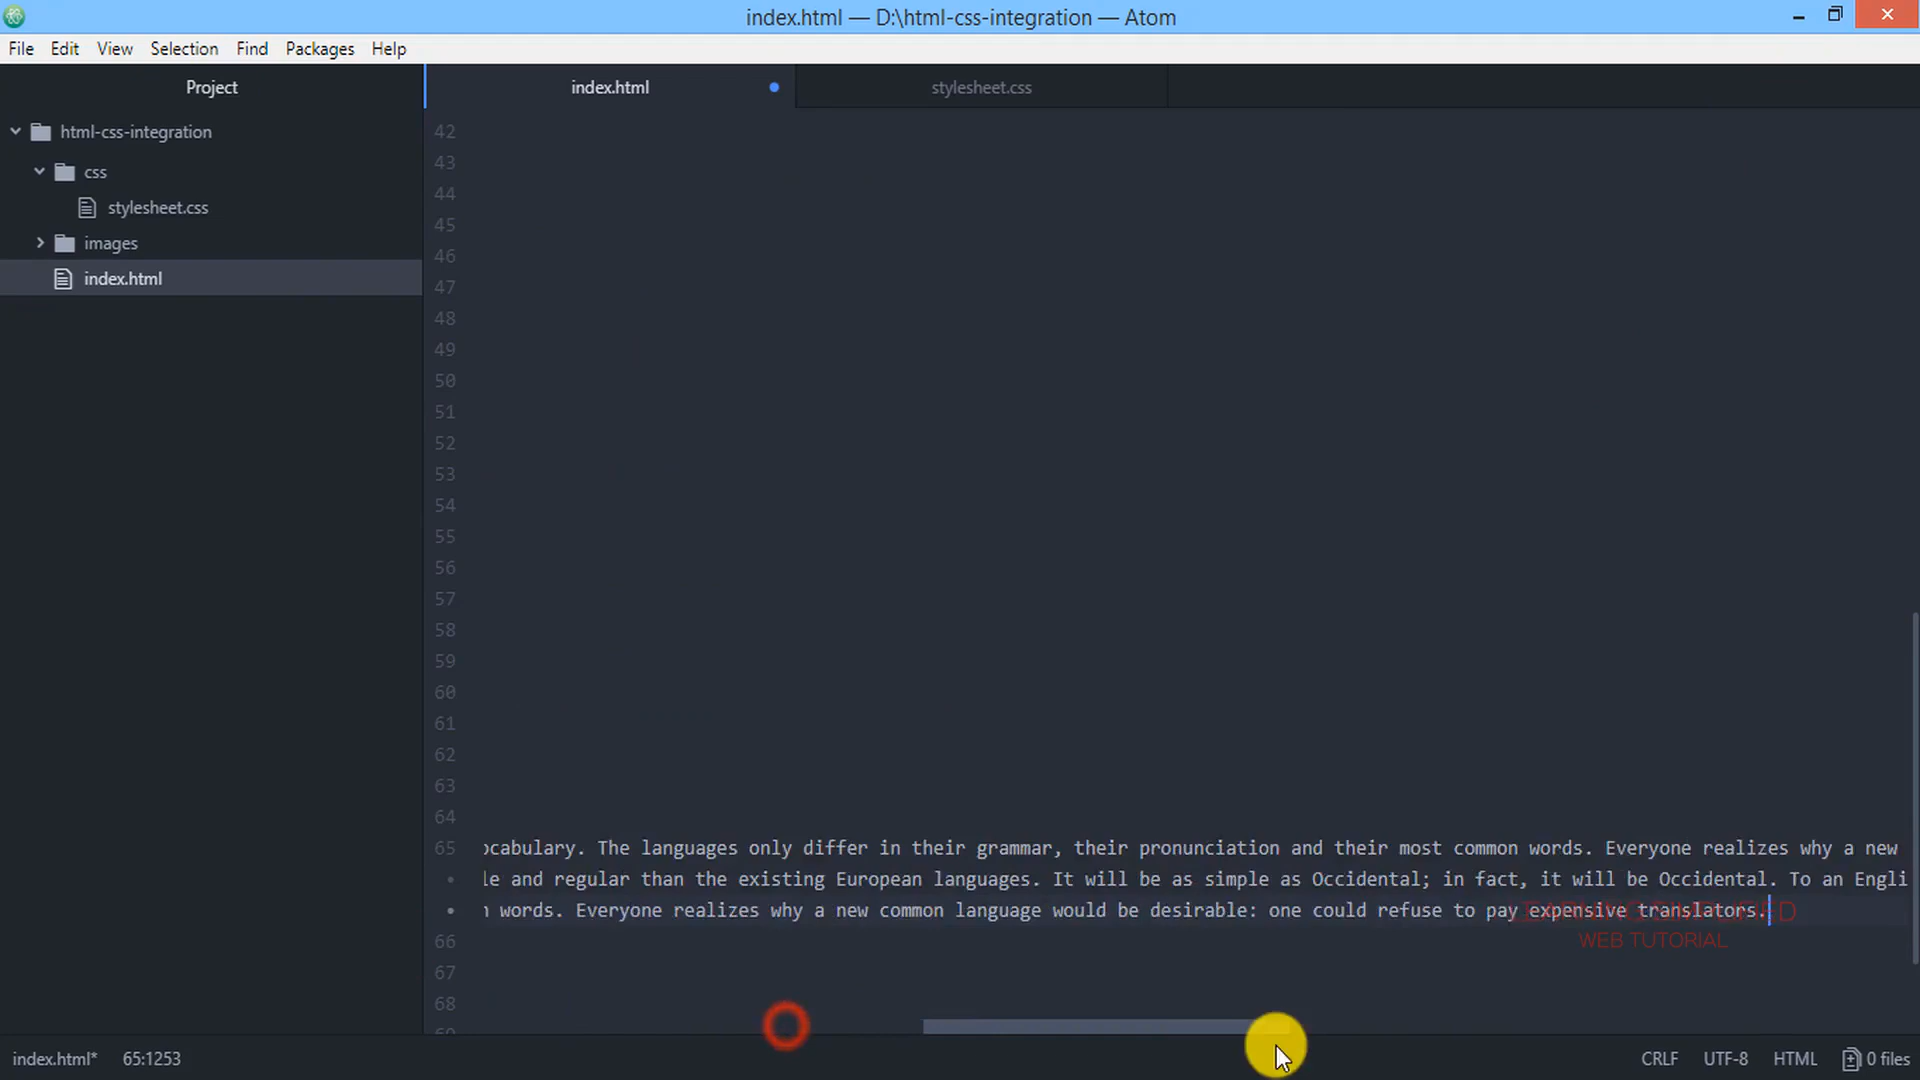 index.html — D:\html-css-integration — Atom
File Edit View Selection Find Packages Help
Project
index.html
stylesheet.css
html-css-integration
css
stylesheet.css
images
index.html
42
43
44
45
46
47
48
49
50
51
52
53
54
55
56
57
58
59
60
61
62
63
64
65 ocabulary. The languages only differ in their grammar, their pronunciation and their most common words. Everyone realizes why a new
• le and regular than the existing European languages. It will be as simple as Occidental; in fact, it will be Occidental. To an Engli
• n words. Everyone realizes why a new common language would be desirable: one could refuse to pay expensive translators.
LEARNING SIMPLIFIED
WEB TUTORIAL
66
67
68
69
index.html* 65:1253 CRLF UTF-8 HTML 0 files